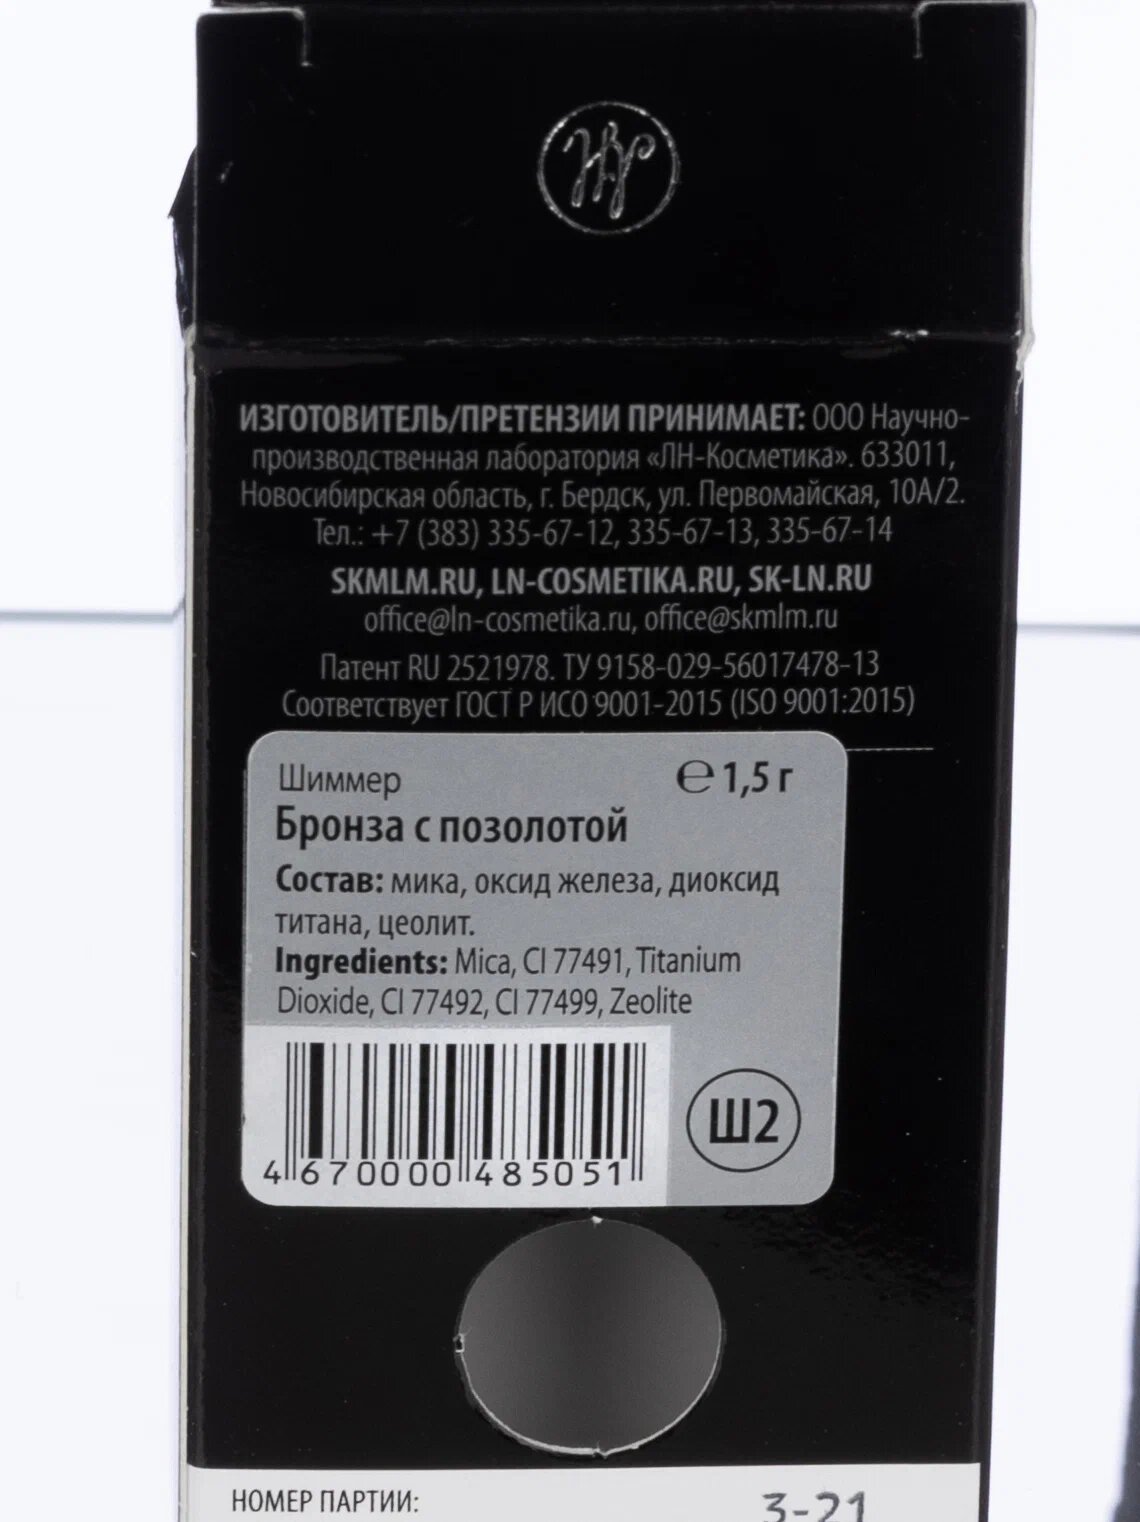 ИЗГОТОВИТЕЛЬ/ПРЕТЕНЗИИ ПРИНИМАЕТ: ООО Научно-
производственная лаборатория «ЛН-Косметика». 633011,
Новосибирская область, г. Бердск, ул. Первомайская, 10А/2.
Тел.: +7 (383) 335-67-12, 335-67-13, 335-67-14
SKMLM.RU, LN-COSMETIKA.RU, SK-LN.RU
office@ln-cosmetika.ru, office@skmlm.ru
Патент RU 2521978. ТУ 9158-029-56017478-13
Соответствует ГОСТ Р ИСО 9001-2015 (ISO 9001:2015)
Шиммер ℮ 1,5 г
Бронза с позолотой
Состав: мика, оксид железа, диоксид
титана, цеолит.
Ingredients: Mica, CI 77491, Titanium
Dioxide, CI 77492, CI 77499, Zeolite
4 670000 485051
Ш2
НОМЕР ПАРТИИ: 3-21